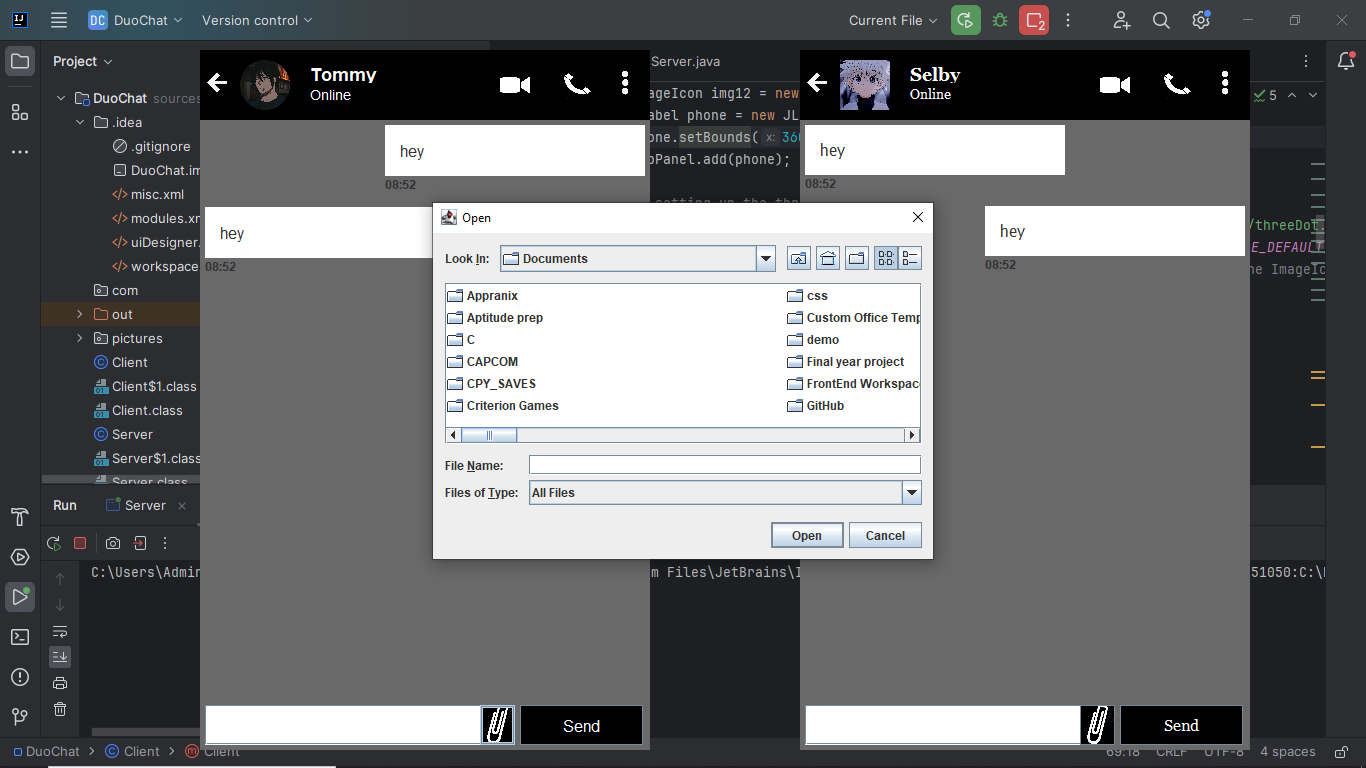 IJ
DC DuoChat
Version control
Current File
2
Project
Server.java
DuoChat sources
.idea
.gitignore
DuoChat.im
misc.xml
modules.xm
uiDesigner.
workspace
com
out
pictures
Client
Client$1.class
Client.class
Server
Server$1.class
Server.class
Tommy
Online
hey
08:52
hey
08:52
Selby
Online
hey
08:52
hey
08:52
ageIcon img12 = new
abel phone = new JL
one.setBounds( x: 360
pPanel.add(phone);
5
/threeDot.
E_DEFAULT
he ImageIc
Open
Look In:
Documents
Appranix
Aptitude prep
C
CAPCOM
CPY_SAVES
Criterion Games
css
Custom Office Temp
demo
Final year project
FrontEnd Workspac
GitHub
File Name:
Files of Type:
All Files
Open
Cancel
Run
Server
C:\Users\Admin
m Files\JetBrains\I
51050:C:\
Send
Send
DuoChat > Client > Client
69:18
CRLF
UTF-8
4 spaces